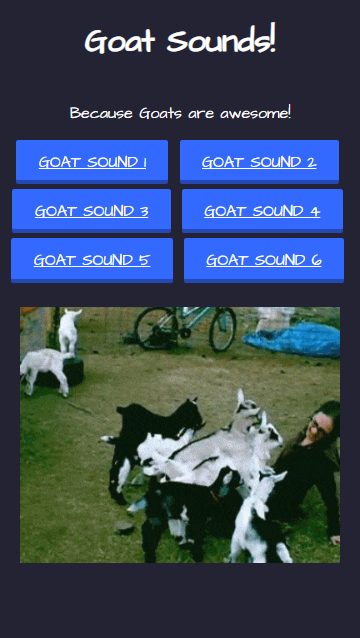 Goat Sounds!
Because Goats are awesome!
GOAT SOUND 1
GOAT SOUND 2
GOAT SOUND 3
GOAT SOUND 4
GOAT SOUND 5
GOAT SOUND 6